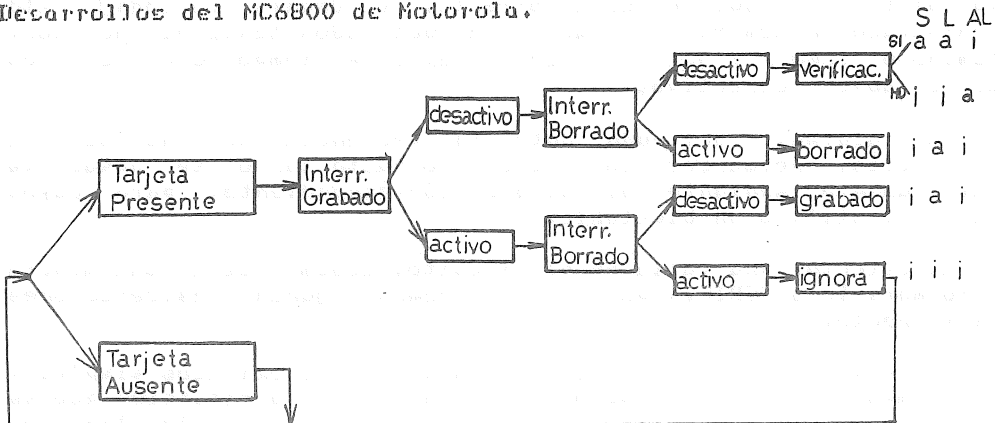 Desarrollos del MC6800 de Motorola.
S L AL
SI a a i
desactivo verificac.
NO i i a
desactivo Interr. Borrado
activo borrado i a i
Tarjeta Presente
Interr. Grabado
desactivo grabado i a i
activo Interr. Borrado
activo ignora i i i
Tarjeta Ausente